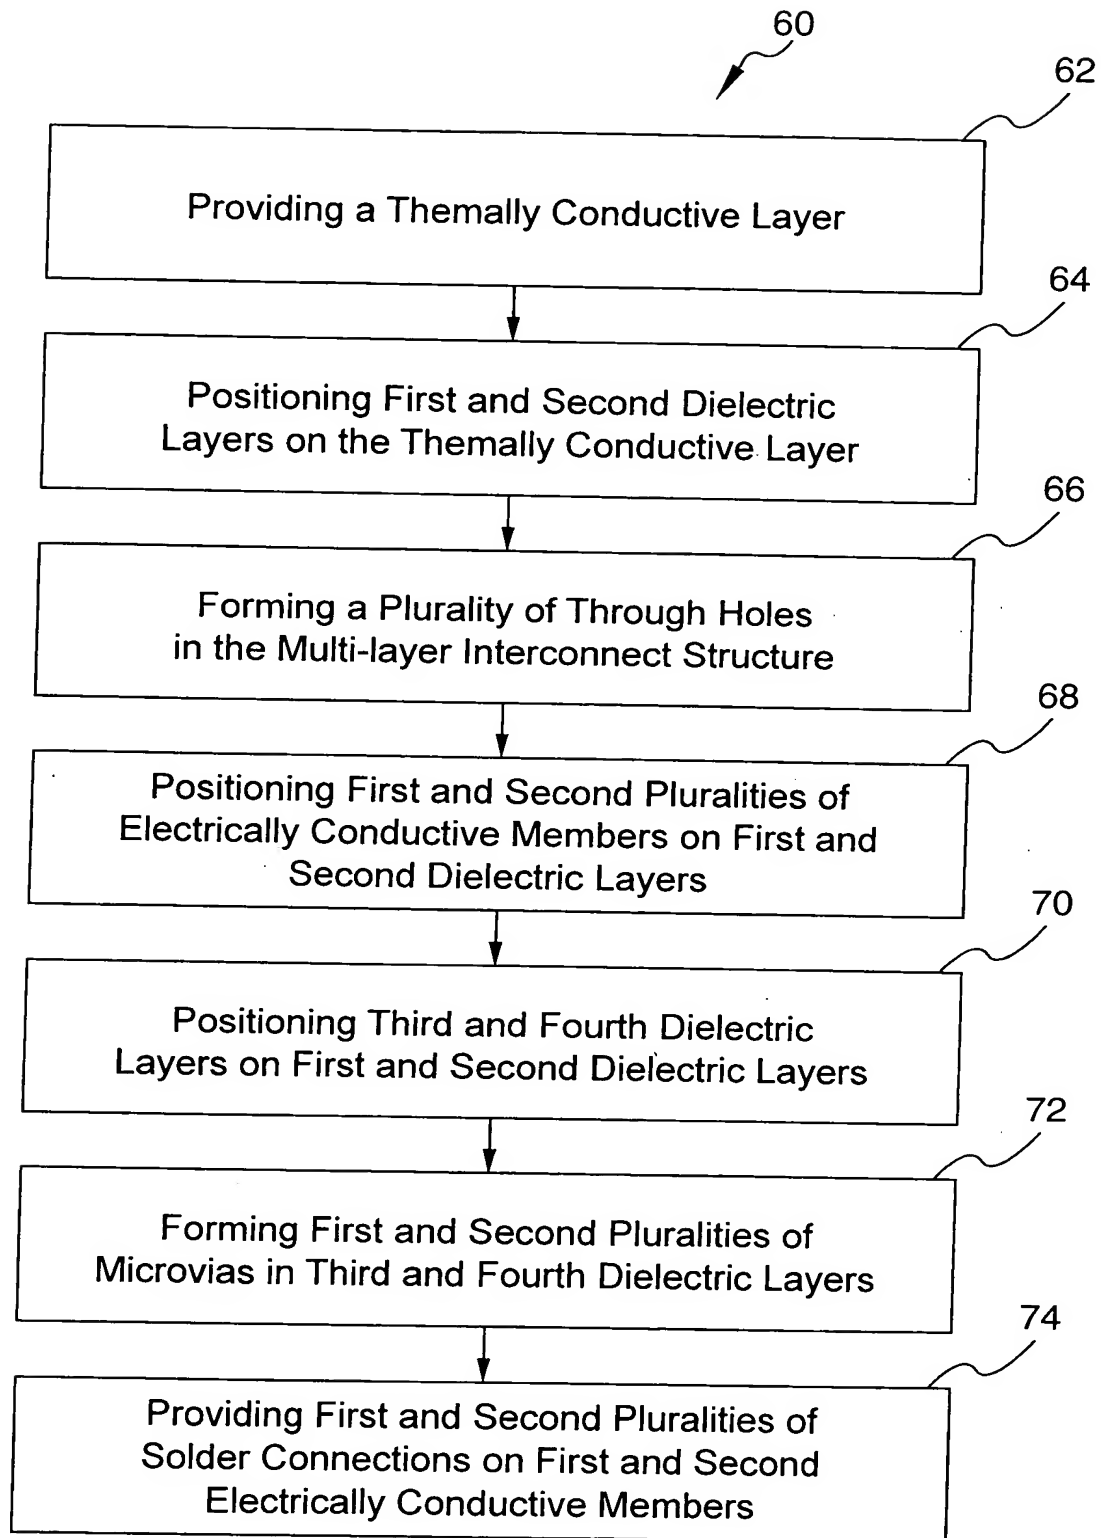 60
62
Providing a Themally Conductive Layer
64
Positioning First and Second Dielectric
Layers on the Themally Conductive Layer
66
Forming a Plurality of Through Holes
in the Multi-layer Interconnect Structure
68
Positioning First and Second Pluralities of
Electrically Conductive Members on First and
Second Dielectric Layers
70
Positioning Third and Fourth Dielectric
Layers on First and Second Dielectric Layers
72
Forming First and Second Pluralities of
Microvias in Third and Fourth Dielectric Layers
74
Providing First and Second Pluralities of
Solder Connections on First and Second
Electrically Conductive Members